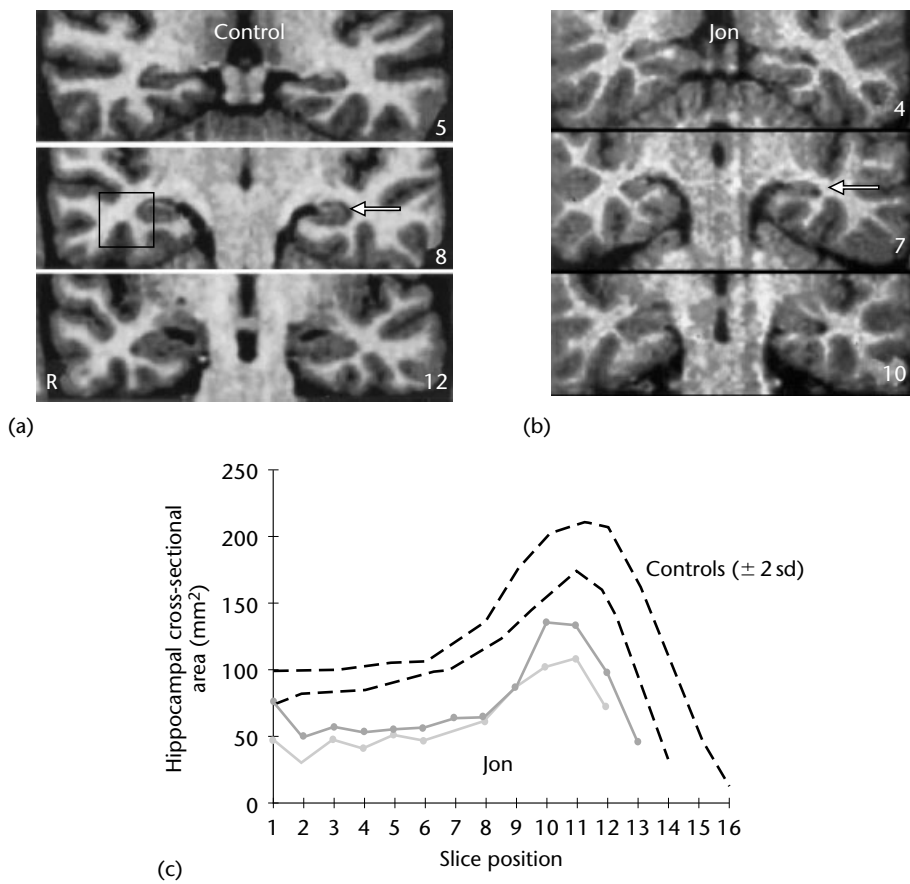 Control
5
8
R
12
(a)
Jon
4
7
10
(b)
Hippocampal cross-sectional
area (mm²)
250
200
150
100
50
0
Controls (± 2 sd)
Jon
1 2 3 4 5 6 7 8 9 10 11 12 13 14 15 16
Slice position
(c)